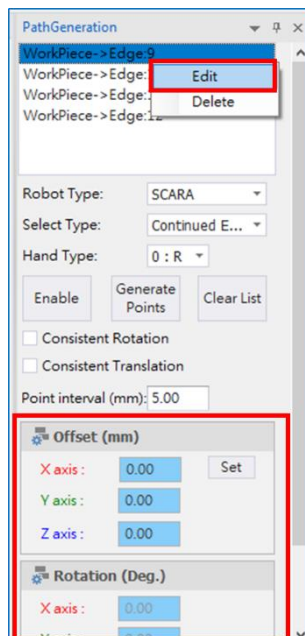 PathGeneration
WorkPiece->Edge:9
WorkPiece->Edge:
WorkPiece->Edge:
WorkPiece->Edge:12
Edit
Delete
Robot Type: SCARA
Select Type: Continued E...
Hand Type: 0 : R
Enable Generate Points Clear List
Consistent Rotation
Consistent Translation
Point interval (mm): 5.00
Offset (mm)
X axis : 0.00 Set
Y axis : 0.00
Z axis : 0.00
Rotation (Deg.)
X axis : 0.00